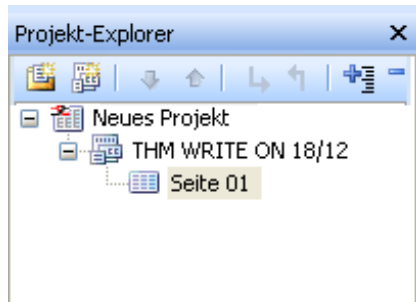 Projekt-Explorer
Neues Projekt
THM WRITE ON 18/12
Seite 01